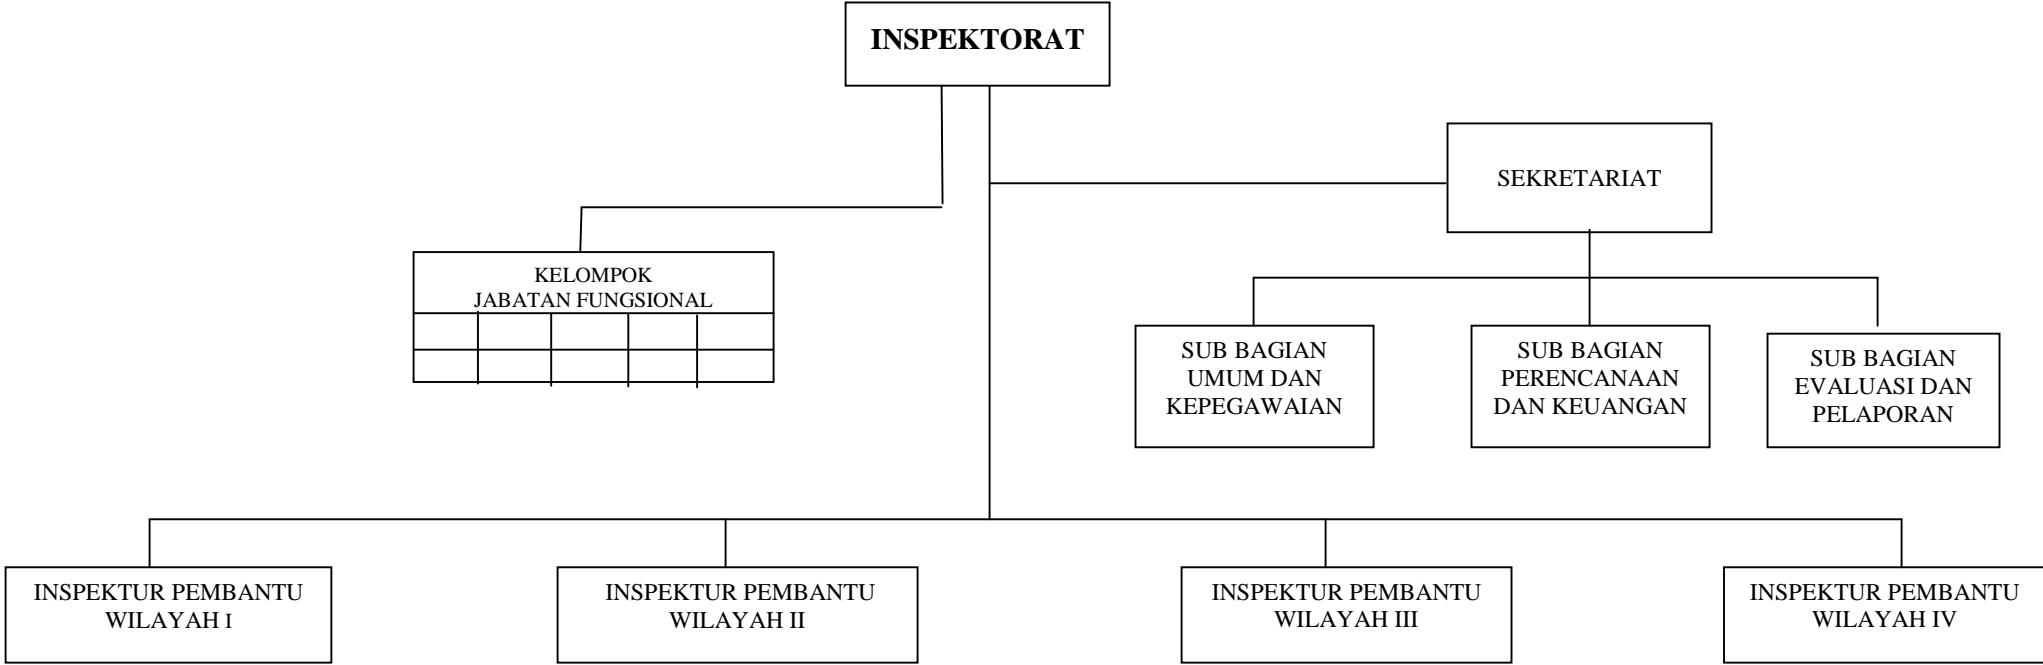 INSPEKTORAT
SEKRETARIAT
KELOMPOK
JABATAN FUNGSIONAL
SUB BAGIAN
UMUM DAN
KEPEGAWAIAN
SUB BAGIAN
PERENCANAAN
DAN KEUANGAN
SUB BAGIAN
EVALUASI DAN
PELAPORAN
INSPEKTUR PEMBANTU
WILAYAH I
INSPEKTUR PEMBANTU
WILAYAH II
INSPEKTUR PEMBANTU
WILAYAH III
INSPEKTUR PEMBANTU
WILAYAH IV